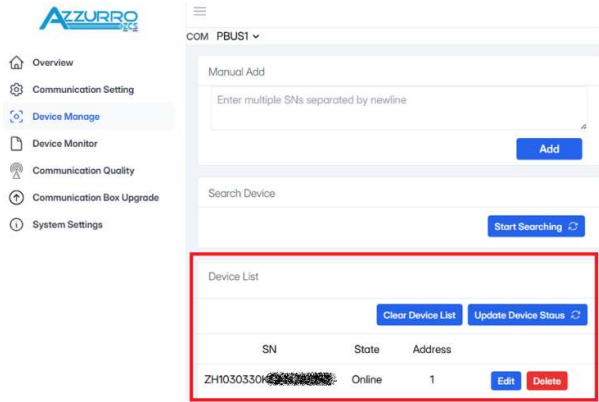 AZZURRO
ZCS
COM PBUS1
Overview
Communication Setting
Device Manage
Device Monitor
Communication Quality
Communication Box Upgrade
System Settings
Manual Add
Enter multiple SNs separated by newline
Add
Search Device
Start Searching
Device List
Clear Device List Update Device Staus
SN State Address
ZH1030330K Online 1 Edit Delete